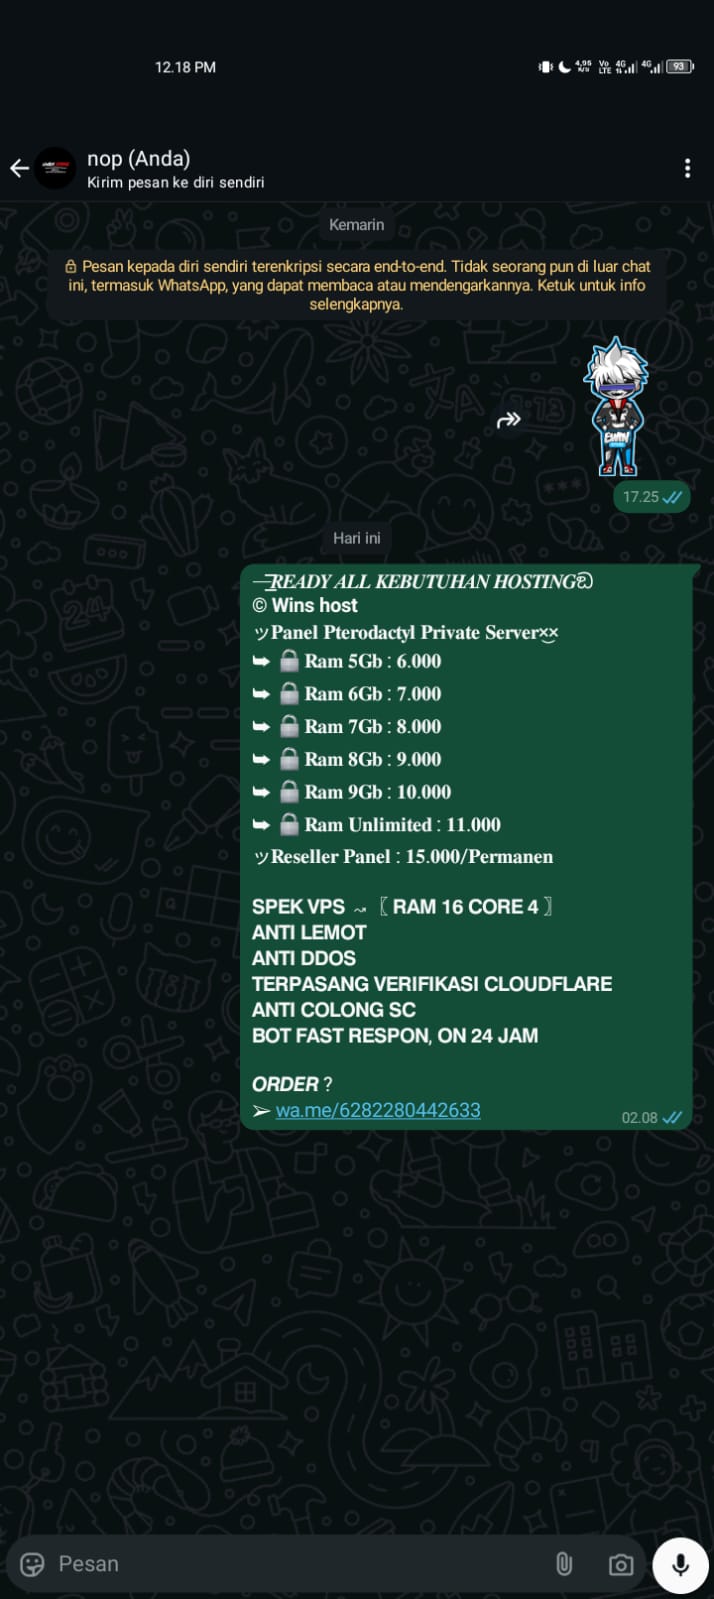 12.18 PM
4,95 K/S Vo LTE 4G 4G 93
nop (Anda)
Kirim pesan ke diri sendiri
Kemarin
Pesan kepada diri sendiri terenkripsi secara end-to-end. Tidak seorang pun di luar chat
ini, termasuk WhatsApp, yang dapat membaca atau mendengarkannya. Ketuk untuk info
selengkapnya.
EWIN
17.25
Hari ini
READY ALL KEBUTUHAN HOSTING
© Wins host
ッPanel Pterodactyl Private Server
➥ 🔒 Ram 5Gb : 6.000
➥ 🔒 Ram 6Gb : 7.000
➥ 🔒 Ram 7Gb : 8.000
➥ 🔒 Ram 8Gb : 9.000
➥ 🔒 Ram 9Gb : 10.000
➥ 🔒 Ram Unlimited : 11.000
ッReseller Panel : 15.000/Permanen
SPEK VPS ⤳ 〖 RAM 16 CORE 4 〗
ANTI LEMOT
ANTI DDOS
TERPASANG VERIFIKASI CLOUDFLARE
ANTI COLONG SC
BOT FAST RESPON, ON 24 JAM
ORDER ?
➢ wa.me/6282280442633
02.08
Pesan